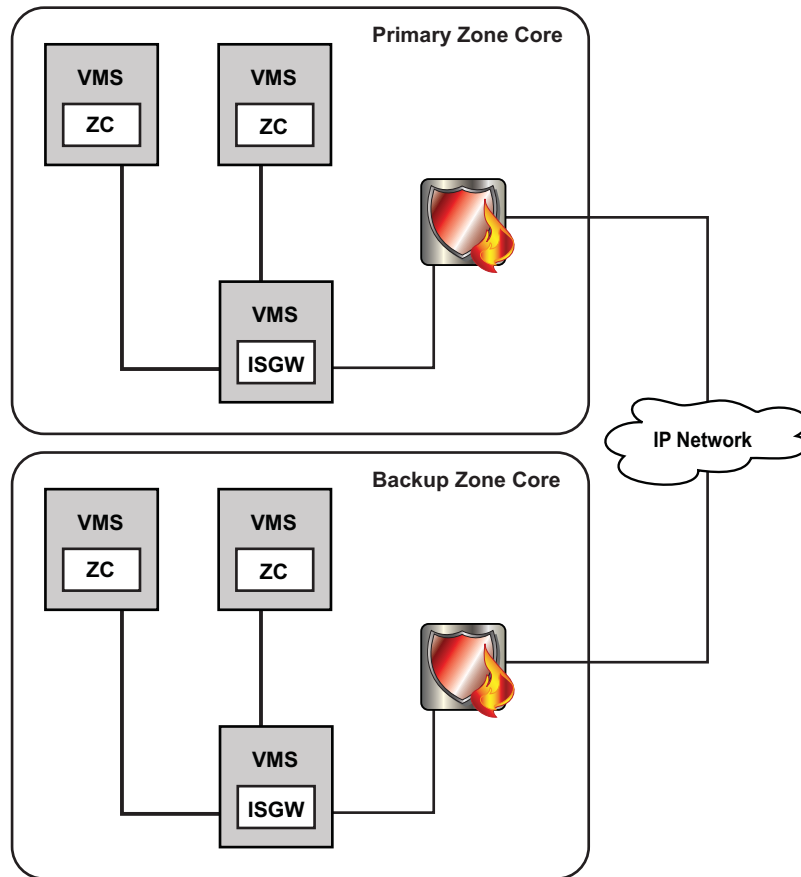 Primary Zone Core
VMS
ZC
VMS
ZC
VMS
ISGW
IP Network
Backup Zone Core
VMS
ZC
VMS
ZC
VMS
ISGW